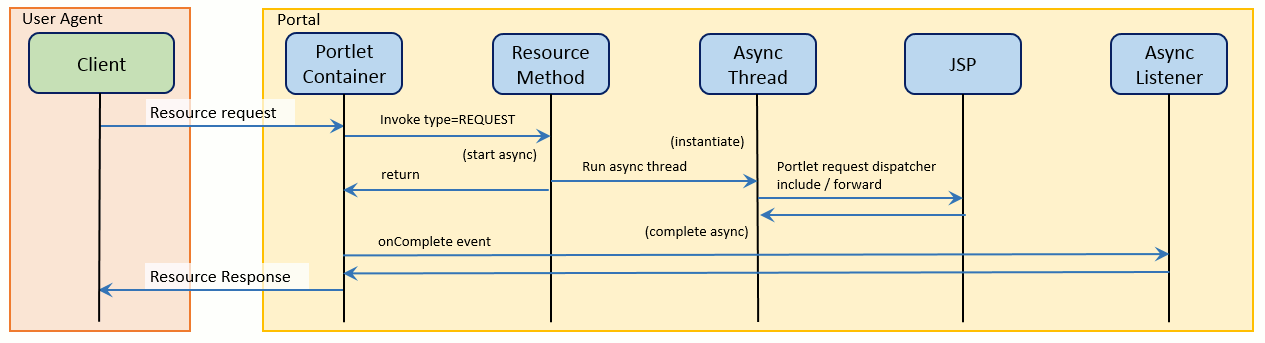 User Agent
Portal
Client
Portlet
Container
Resource
Method
Async
Thread
JSP
Async
Listener
Resource request
Invoke type=REQUEST
(instantiate)
(start async)
Run async thread
Portlet request dispatcher
include / forward
return
(complete async)
onComplete event
Resource Response